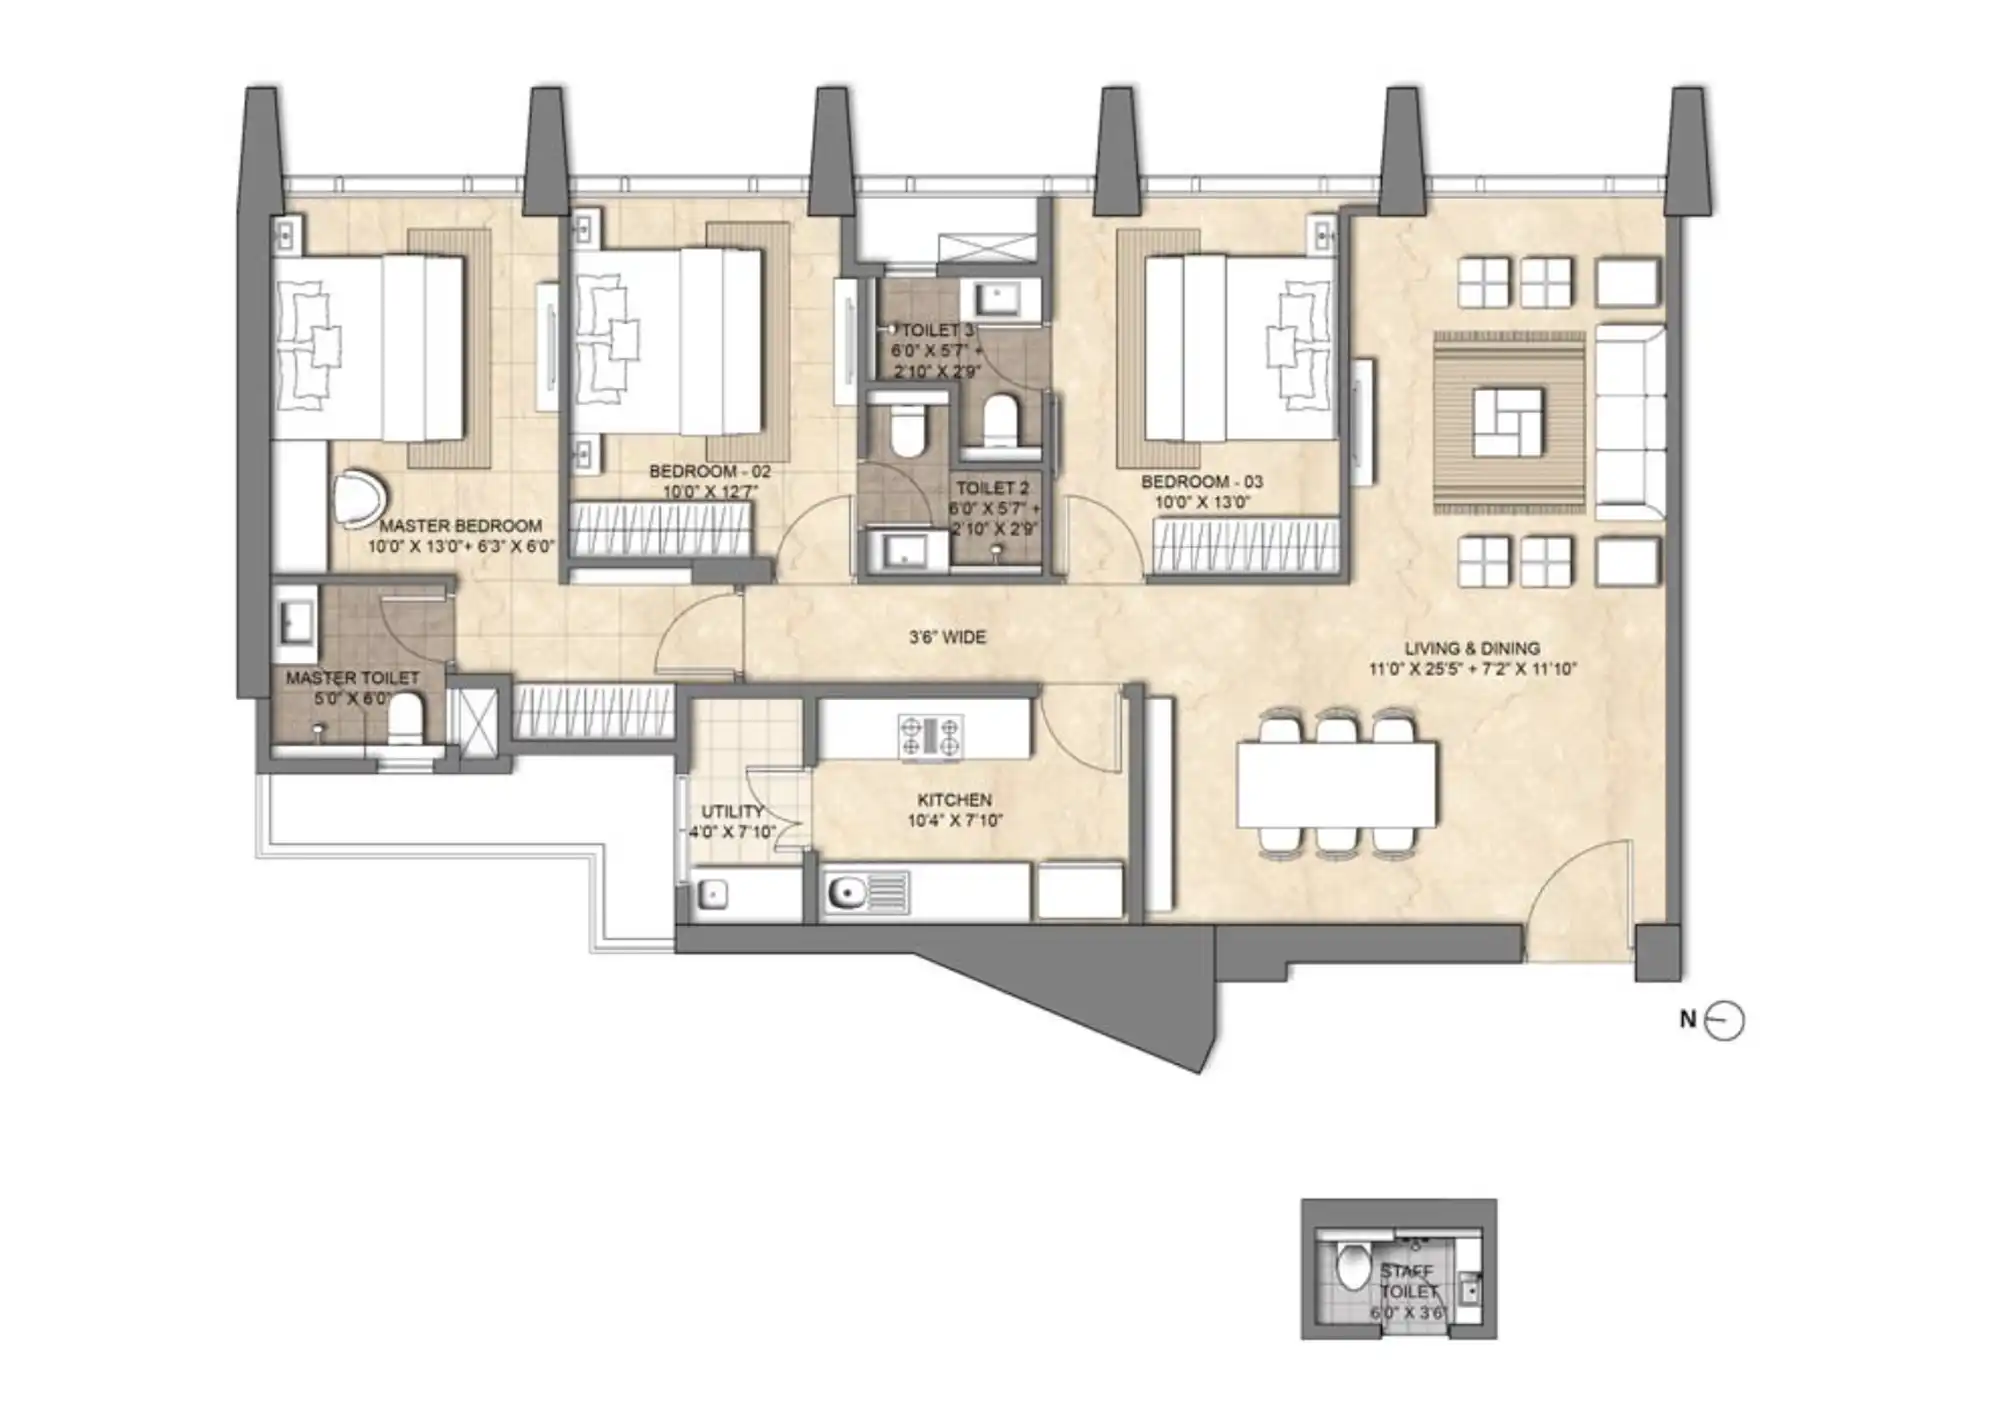 TOILET 3
6'0" X 5'7" +
2'10" X 2'9"
BEDROOM - 02
10'0" X 12'7"
BEDROOM - 03
10'0" X 13'0"
TOILET 2
6'0" X 5'7" +
2'10" X 2'9"
MASTER BEDROOM
10'0" X 13'0"+ 6'3" X 6'0"
3'6" WIDE
LIVING & DINING
11'0" X 25'5" + 7'2" X 11'10"
MASTER TOILET
5'0" X 6'0"
UTILITY
4'0" X 7'10"
KITCHEN
10'4" X 7'10"
N
STAFF
TOILET
6'0" X 3'6"